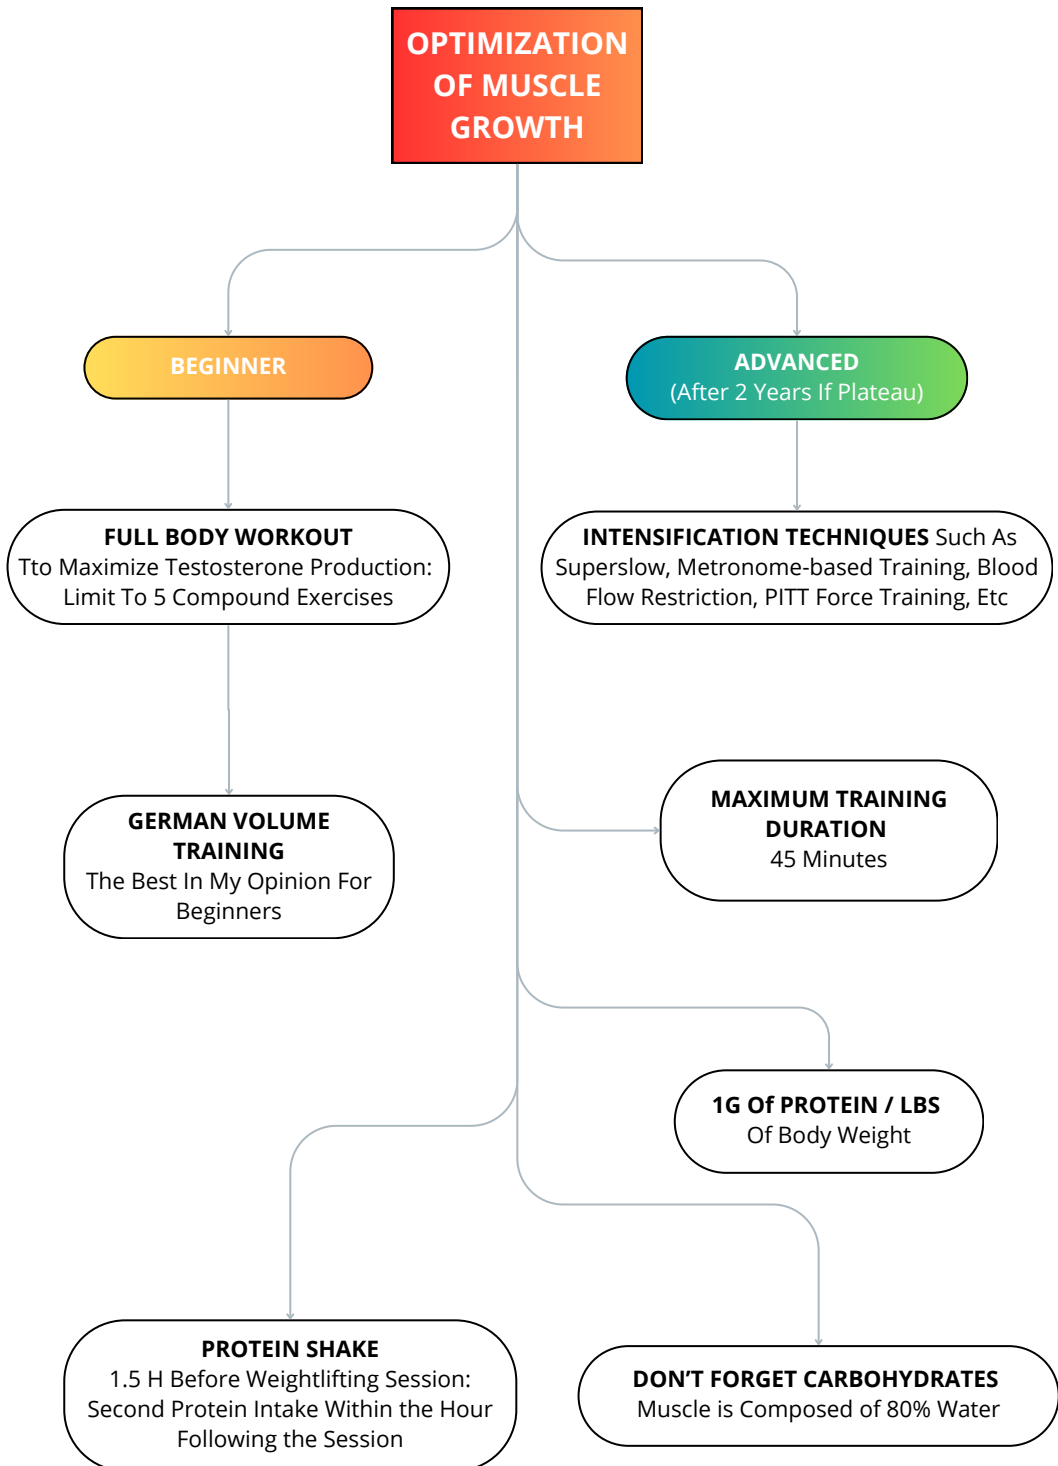 OPTIMIZATION
OF MUSCLE
GROWTH
BEGINNER
ADVANCED
(After 2 Years If Plateau)
FULL BODY WORKOUT
Tto Maximize Testosterone Production:
Limit To 5 Compound Exercises
INTENSIFICATION TECHNIQUES Such As
Superslow, Metronome-based Training, Blood
Flow Restriction, PITT Force Training, Etc
GERMAN VOLUME
TRAINING
The Best In My Opinion For
Beginners
MAXIMUM TRAINING
DURATION
45 Minutes
1G Of PROTEIN / LBS
Of Body Weight
PROTEIN SHAKE
1.5 H Before Weightlifting Session:
Second Protein Intake Within the Hour
Following the Session
DON'T FORGET CARBOHYDRATES
Muscle is Composed of 80% Water